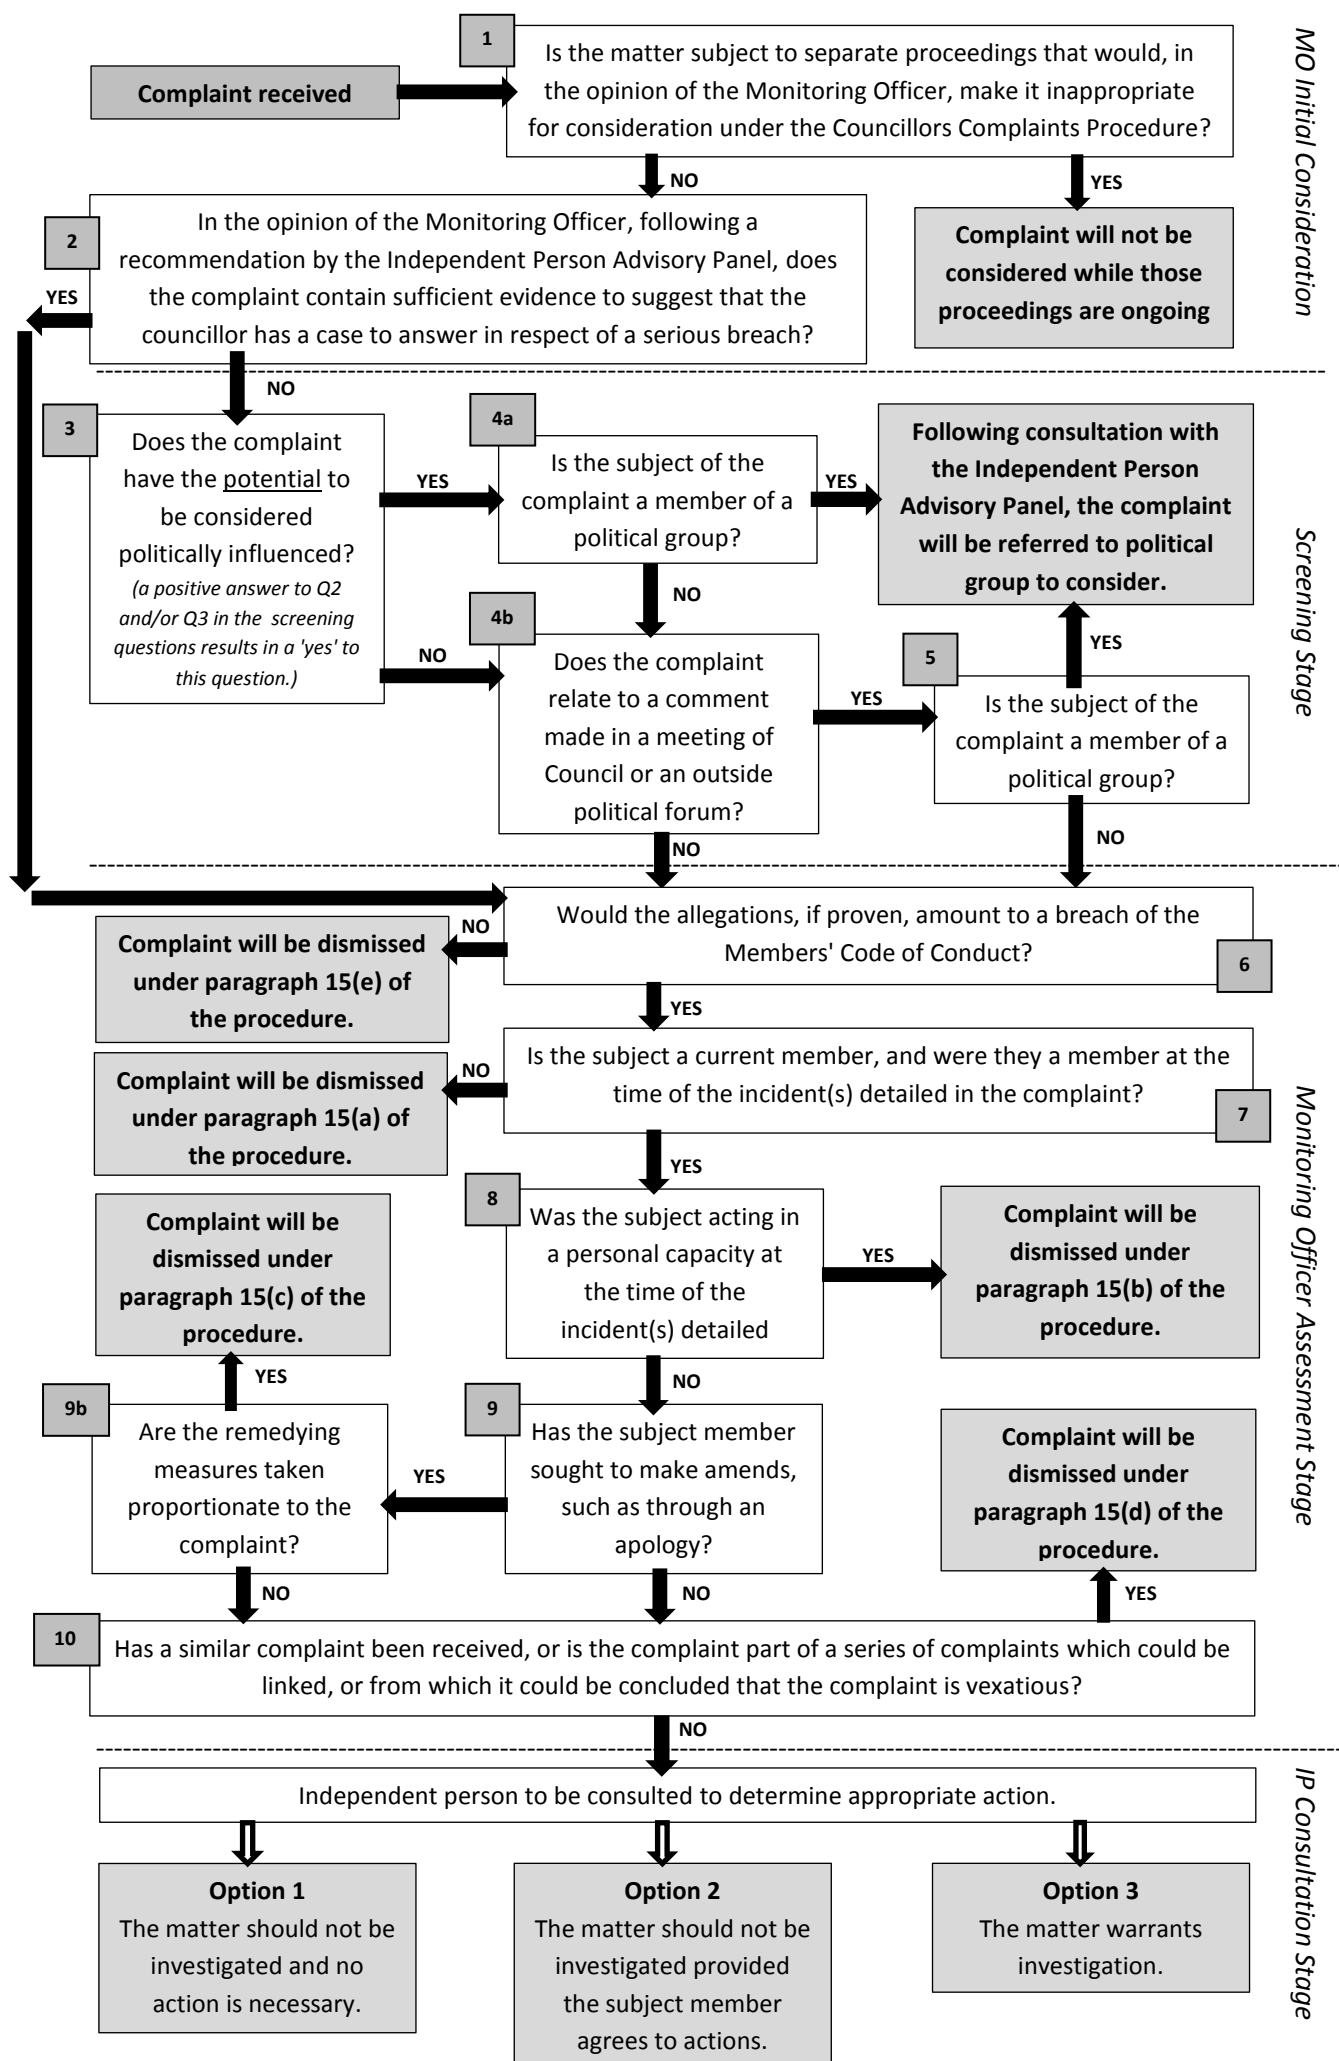 1
Is the matter subject to separate proceedings that would, in
the opinion of the Monitoring Officer, make it inappropriate
for consideration under the Councillors Complaints Procedure?
Complaint received
NO
YES
MO Initial Consideration
2
In the opinion of the Monitoring Officer, following a
recommendation by the Independent Person Advisory Panel, does
the complaint contain sufficient evidence to suggest that the
councillor has a case to answer in respect of a serious breach?
YES
Complaint will not be
considered while those
proceedings are ongoing
NO
3
Does the complaint
have the potential to
be considered
politically influenced?
(a positive answer to Q2
and/or Q3 in the screening
questions results in a 'yes' to
this question.)
YES
NO
4a
Is the subject of the
complaint a member of a
political group?
YES
NO
Following consultation with
the Independent Person
Advisory Panel, the complaint
will be referred to political
group to consider.
Screening Stage
4b
Does the complaint
relate to a comment
made in a meeting of
Council or an outside
political forum?
YES
NO
5
YES
Is the subject of the
complaint a member of a
political group?
NO
Would the allegations, if proven, amount to a breach of the
Members' Code of Conduct?
6
NO
Complaint will be dismissed
under paragraph 15(e) of
the procedure.
YES
Is the subject a current member, and were they a member at the
time of the incident(s) detailed in the complaint?
7
NO
Complaint will be dismissed
under paragraph 15(a) of
the procedure.
YES
Monitoring Officer Assessment Stage
8
Was the subject acting in
a personal capacity at
the time of the
incident(s) detailed
YES
Complaint will be
dismissed under
paragraph 15(b) of the
procedure.
NO
Complaint will be
dismissed under
paragraph 15(c) of the
procedure.
YES
9b
Are the remedying
measures taken
proportionate to the
complaint?
NO
YES
9
Has the subject member
sought to make amends,
such as through an
apology?
NO
Complaint will be
dismissed under
paragraph 15(d) of the
procedure.
YES
10
Has a similar complaint been received, or is the complaint part of a series of complaints which could be
linked, or from which it could be concluded that the complaint is vexatious?
NO
IP Consultation Stage
Independent person to be consulted to determine appropriate action.
Option 1
The matter should not be
investigated and no
action is necessary.
Option 2
The matter should not be
investigated provided
the subject member
agrees to actions.
Option 3
The matter warrants
investigation.